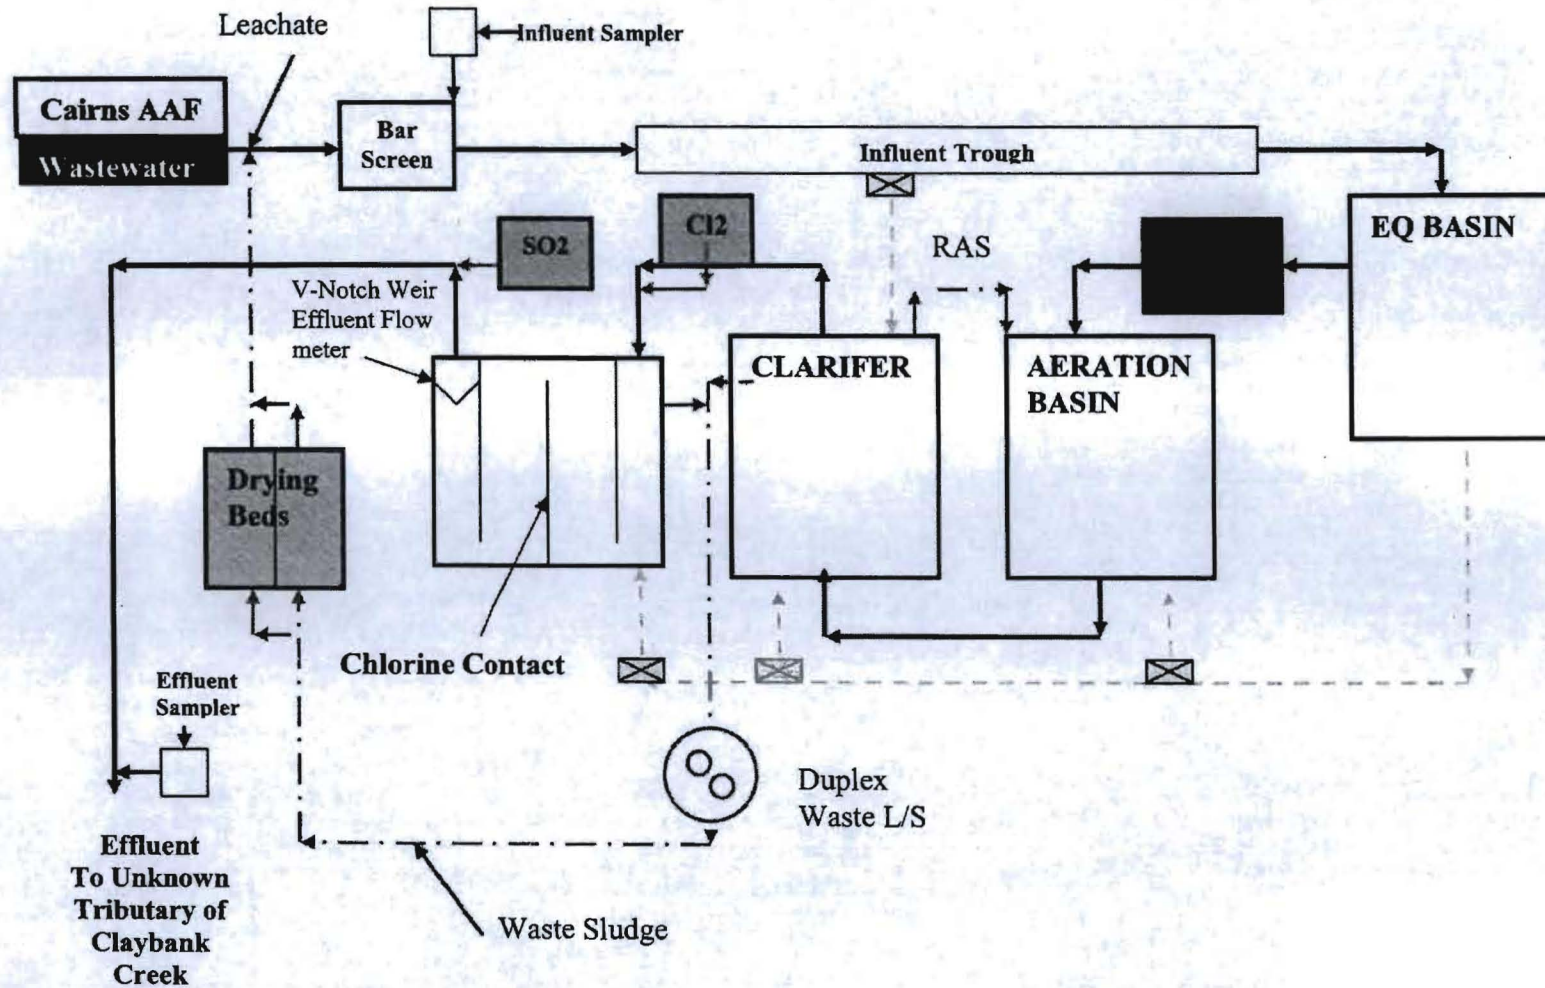 Leachate
Influent Sampler
Cairns AAF
Wastewater
Bar
Screen
Influent Trough
EQ BASIN
SO2
Cl2
RAS
V-Notch Weir
Effluent Flow
meter
CLARIFER
AERATION
BASIN
Drying
Beds
Chlorine Contact
Effluent
Sampler
Duplex
Waste L/S
Effluent
To Unknown
Tributary of
Claybank
Creek
Waste Sludge